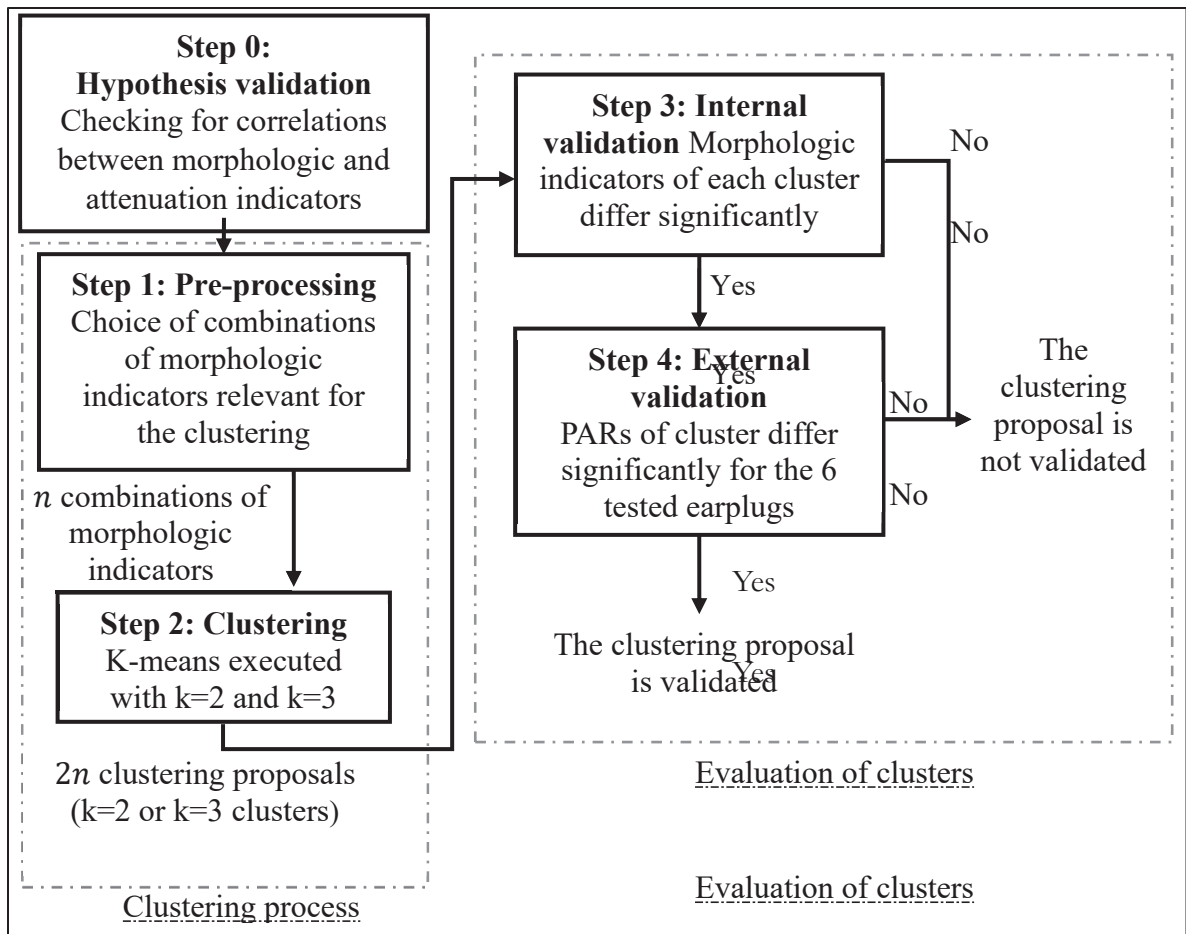 Step 0:
Hypothesis validation
Checking for correlations
between morphologic and
attenuation indicators
Step 1: Pre-processing
Choice of combinations
of morphologic
indicators relevant for
the clustering
n combinations of
morphologic
indicators
Step 2: Clustering
K-means executed
with k=2 and k=3
2n clustering proposals
(k=2 or k=3 clusters)
Clustering process
Step 3: Internal
validation Morphologic
indicators of each cluster
differ significantly
No
No
Yes
Step 4: External
Yes
validation
PARs of cluster differ
significantly for the 6
tested earplugs
No
No
The
clustering
proposal is
not validated
Yes
The clustering proposal
is validated
Yes
Evaluation of clusters
Evaluation of clusters